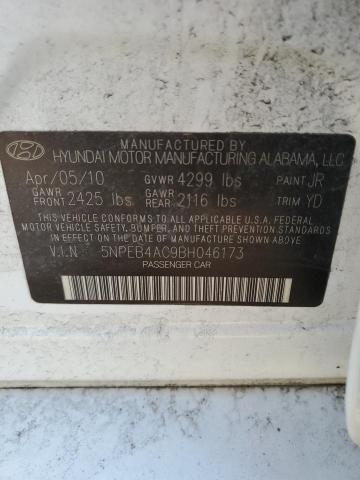 MANUFACTURED BY
HYUNDAI MOTOR MANUFACTURING ALABAMA, LLC
Apr/05/10 GVWR 4299 lbs PAINT JR
GAWR FRONT 2425 lbs GAWR REAR 2116 lbs TRIM YD
THIS VEHICLE CONFORMS TO ALL APPLICABLE U.S.A. FEDERAL
MOTOR VEHICLE SAFETY, BUMPER, AND THEFT PREVENTION
STANDARDS IN EFFECT ON THE DATE OF MANUFACTURE SHOWN ABOVE.
V.I.N 5NPEB4AC9BH046173
PASSENGER CAR